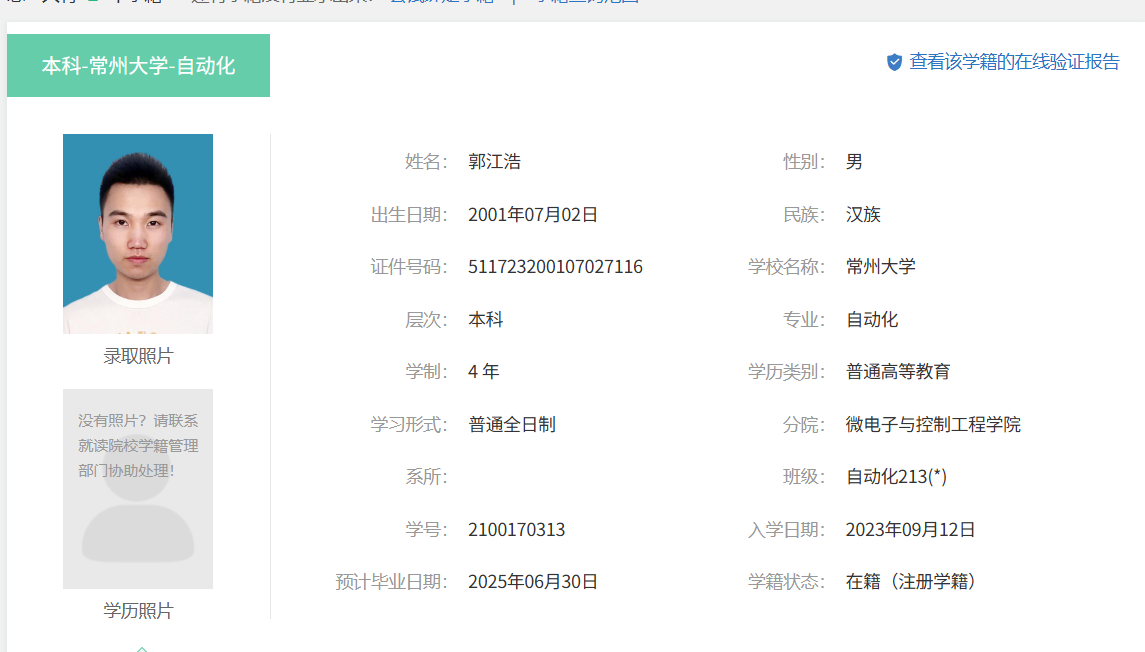 本科-常州大学-自动化
查看该学籍的在线验证报告
姓名： 郭江浩 性别： 男
出生日期： 2001年07月02日 民族： 汉族
证件号码： 511723200107027116 学校名称： 常州大学
层次： 本科 专业： 自动化
录取照片
学制： 4 年 学历类别： 普通高等教育
没有照片？请联系
就读院校学籍管理
部门协助处理！
学习形式： 普通全日制 分院： 微电子与控制工程学院
系所： 班级： 自动化213(*)
学号： 2100170313 入学日期： 2023年09月12日
预计毕业日期： 2025年06月30日 学籍状态： 在籍（注册学籍）
学历照片